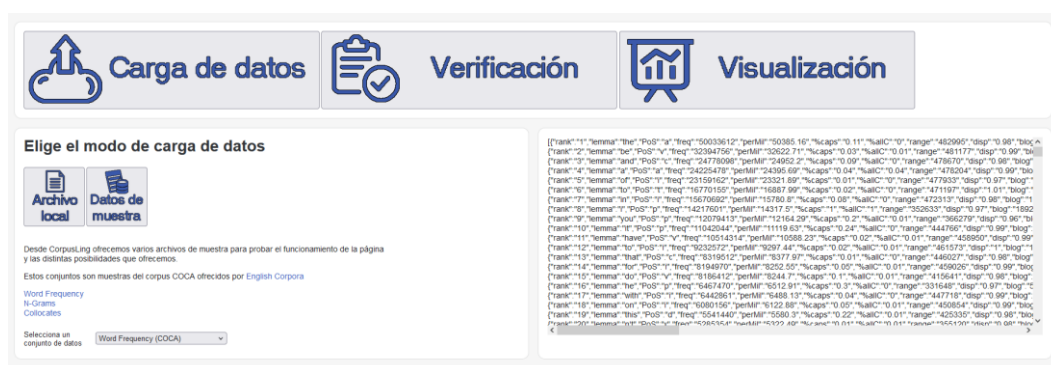 Carga de datos
Verificación
Visualización
Elige el modo de carga de datos
Archivo local
Datos de muestra
Desde CorpusLing ofrecemos varios archivos de muestra para probar el funcionamiento de la página
y las distintas posibilidades que ofrecemos.
Estos conjuntos son muestras del corpus COCA ofrecidos por English Corpora
Word Frequency
N-Grams
Collocates
Selecciona un
conjunto de datos
Word Frequency (COCA)
[{"rank":"1","lemma":"the","PoS":"a","freq":"50033612","perMil":"50385.16","%caps":"0.11","%allC":"0","range":"482995","disp":"0.98","blog
{"rank":"2","lemma":"be","PoS":"v","freq":"32394756","perMil":"32622.71","%caps":"0.03","%allC":"0.01","range":"481177","disp":"0.99","blo
{"rank":"3","lemma":"and","PoS":"c","freq":"24778098","perMil":"24952.2","%caps":"0.09","%allC":"0","range":"478670","disp":"0.98","blog"
{"rank":"4","lemma":"a","PoS":"a","freq":"24225478","perMil":"24395.69","%caps":"0.04","%allC":"0.04","range":"478204","disp":"0.99","blo
{"rank":"5","lemma":"of","PoS":"i","freq":"23159162","perMil":"23321.89","%caps":"0.01","%allC":"0","range":"477933","disp":"0.97","blog":"
{"rank":"6","lemma":"to","PoS":"t","freq":"16770155","perMil":"16887.99","%caps":"0.02","%allC":"0","range":"471197","disp":"1.01","blog":"
{"rank":"7","lemma":"in","PoS":"i","freq":"15670692","perMil":"15780.8","%caps":"0.08","%allC":"0","range":"472313","disp":"0.98","blog":"1
{"rank":"8","lemma":"i","PoS":"p","freq":"14217601","perMil":"14317.5","%caps":"1","%allC":"1","range":"352633","disp":"0.97","blog":"1892
{"rank":"9","lemma":"you","PoS":"p","freq":"12079413","perMil":"12164.29","%caps":"0.2","%allC":"0.01","range":"366279","disp":"0.96","bl
{"rank":"10","lemma":"it","PoS":"p","freq":"11042044","perMil":"11119.63","%caps":"0.24","%allC":"0","range":"444766","disp":"0.99","blog"
{"rank":"11","lemma":"have","PoS":"v","freq":"10514314","perMil":"10588.23","%caps":"0.02","%allC":"0.01","range":"458950","disp":"0.99"
{"rank":"12","lemma":"to","PoS":"i","freq":"9232572","perMil":"9297.44","%caps":"0.02","%allC":"0.01","range":"461573","disp":"1","blog":"1
{"rank":"13","lemma":"that","PoS":"c","freq":"8319512","perMil":"8377.97","%caps":"0.01","%allC":"0","range":"446027","disp":"0.98","blog"
{"rank":"14","lemma":"for","PoS":"i","freq":"8194970","perMil":"8252.55","%caps":"0.05","%allC":"0.01","range":"459026","disp":"0.99","blo
{"rank":"15","lemma":"do","PoS":"v","freq":"8186412","perMil":"8244.7","%caps":"0.1","%allC":"0.01","range":"415641","disp":"0.98","blog":
{"rank":"16","lemma":"he","PoS":"p","freq":"6467470","perMil":"6512.91","%caps":"0.3","%allC":"0","range":"331648","disp":"0.97","blog":"
{"rank":"17","lemma":"with","PoS":"i","freq":"6442861","perMil":"6488.13","%caps":"0.04","%allC":"0","range":"447718","disp":"0.99","blog":
{"rank":"18","lemma":"on","PoS":"i","freq":"6080156","perMil":"6122.88","%caps":"0.05","%allC":"0.01","range":"450854","disp":"0.99","blog
{"rank":"19","lemma":"this","PoS":"d","freq":"5541440","perMil":"5580.3","%caps":"0.22","%allC":"0.01","range":"425335","disp":"0.98","blog